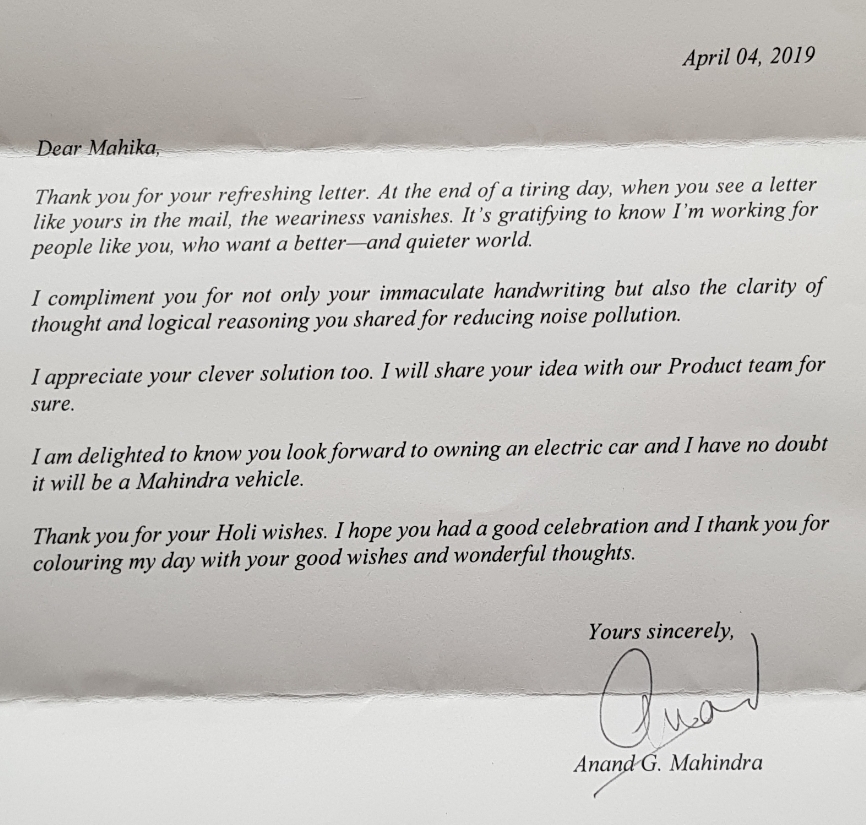 April 04, 2019
Dear Mahika,
Thank you for your refreshing letter. At the end of a tiring day, when you see a letter
like yours in the mail, the weariness vanishes. It's gratifying to know I'm working for
people like you, who want a better—and quieter world.
I compliment you for not only your immaculate handwriting but also the clarity of
thought and logical reasoning you shared for reducing noise pollution.
I appreciate your clever solution too. I will share your idea with our Product team for
sure.
I am delighted to know you look forward to owning an electric car and I have no doubt
it will be a Mahindra vehicle.
Thank you for your Holi wishes. I hope you had a good celebration and I thank you for
colouring my day with your good wishes and wonderful thoughts.
Yours sincerely,
Anand
Anand G. Mahindra